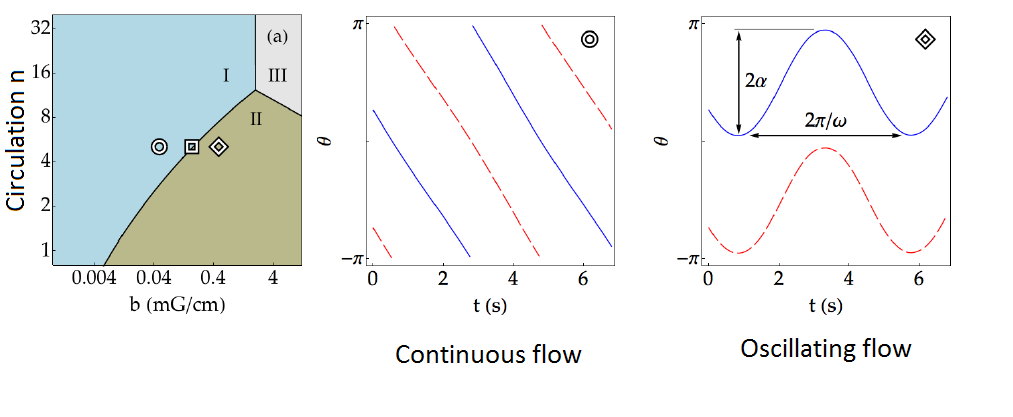 Circulation n
32
16
8
4
2
1
(a)
I
III
II
0.004 0.04 0.4 4
b (mG/cm)
π
θ
−π
0 2 4 6
t (s)
Continuous flow
π
θ
−π
2α
2π/ω
0 2 4 6
t (s)
Oscillating flow